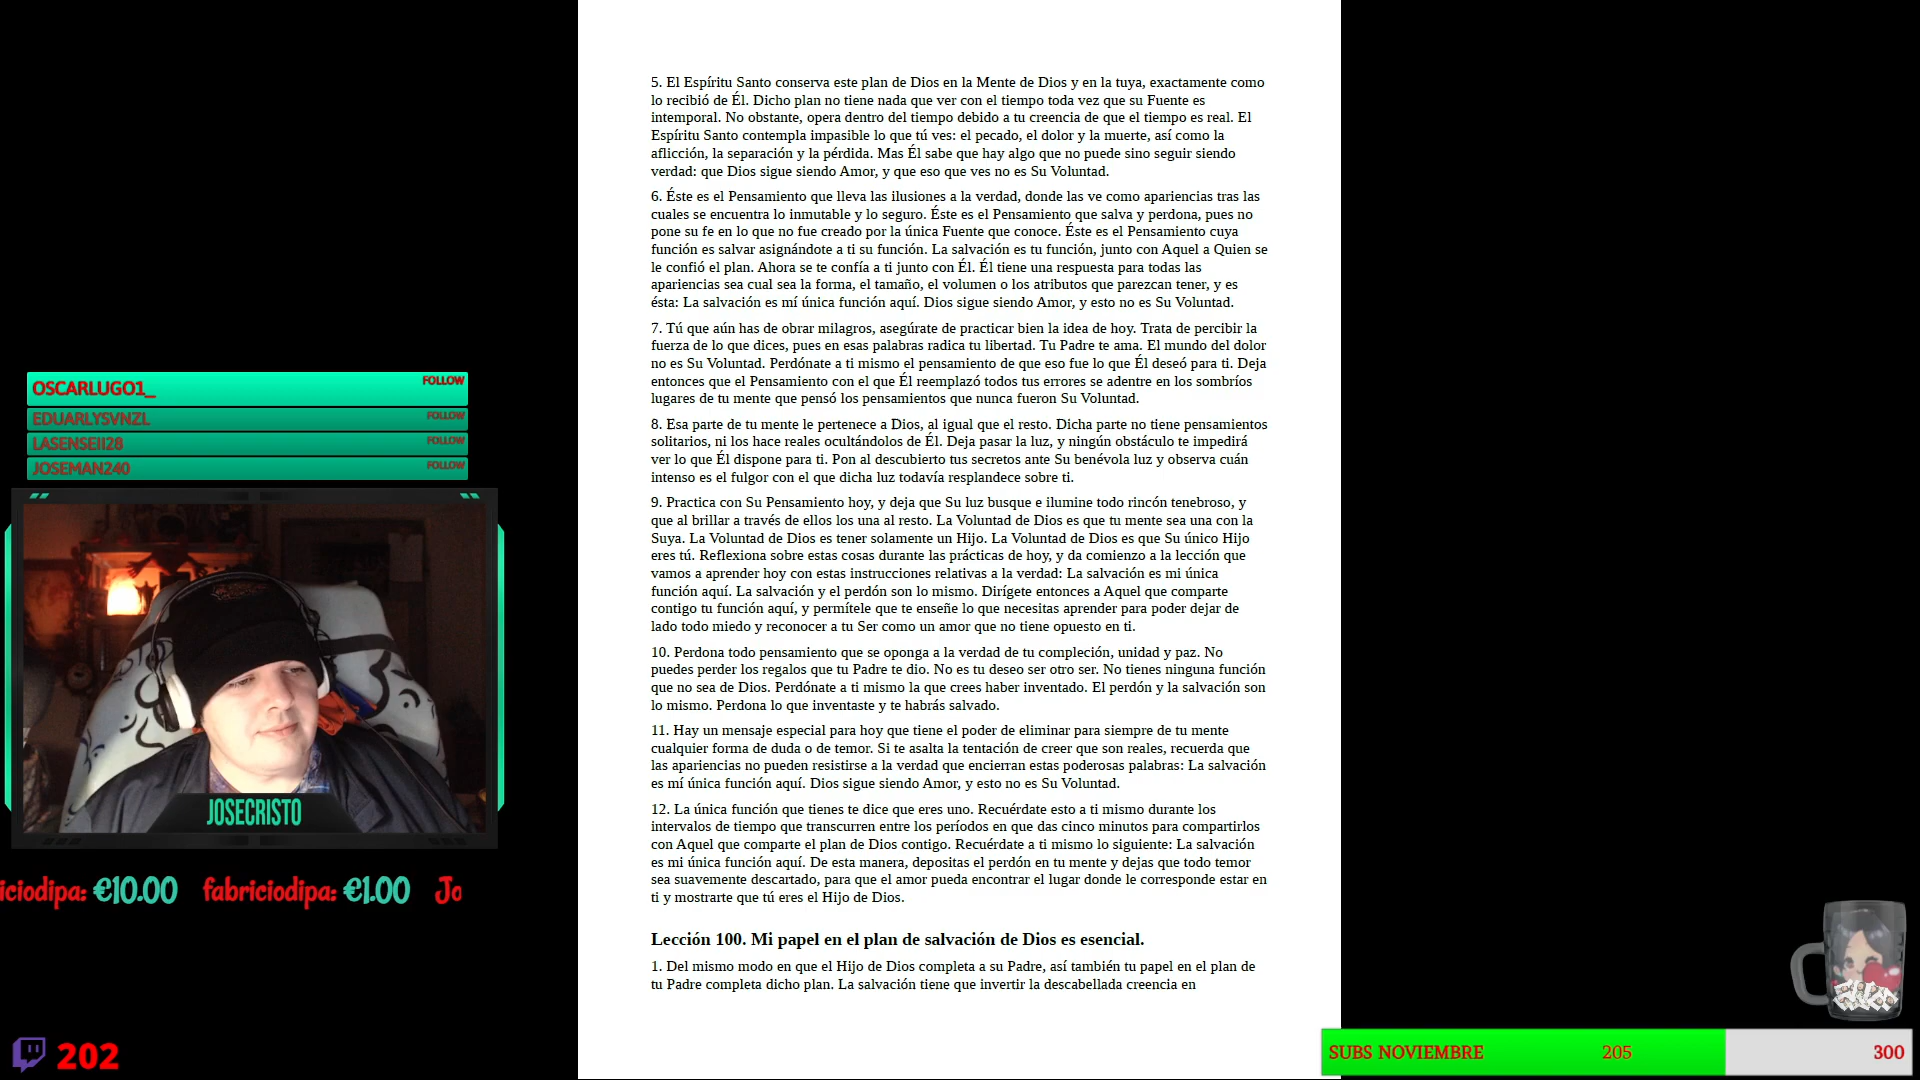 5. El Espíritu Santo conserva este plan de Dios en la Mente de Dios y en la tuya, exactamente como
lo recibió de Él. Dicho plan no tiene nada que ver con el tiempo toda vez que su Fuente es
intemporal. No obstante, opera dentro del tiempo debido a tu creencia de que el tiempo es real. El
Espíritu Santo contempla impasible lo que tú ves: el pecado, el dolor y la muerte, así como la
aflicción, la separación y la pérdida. Mas Él sabe que hay algo que no puede sino seguir siendo
verdad: que Dios sigue siendo Amor, y que eso que ves no es Su Voluntad.
6. Éste es el Pensamiento que lleva las ilusiones a la verdad, donde las ve como apariencias tras las
cuales se encuentra lo inmutable y lo seguro. Éste es el Pensamiento que salva y perdona, pues no
pone su fe en lo que no fue creado por la única Fuente que conoce. Éste es el Pensamiento cuya
función es salvar asignándote a ti su función. La salvación es tu función, junto con Aquel a Quien se
le confió el plan. Ahora se te confía a ti junto con Él. Él tiene una respuesta para todas las
apariencias sea cual sea la forma, el tamaño, el volumen o los atributos que parezcan tener, y es
ésta: La salvación es mí única función aquí. Dios sigue siendo Amor, y esto no es Su Voluntad.
7. Tú que aún has de obrar milagros, asegúrate de practicar bien la idea de hoy. Trata de percibir la
fuerza de lo que dices, pues en esas palabras radica tu libertad. Tu Padre te ama. El mundo del dolor
no es Su Voluntad. Perdónate a ti mismo el pensamiento de que eso fue lo que Él deseó para ti. Deja
entonces que el Pensamiento con el que Él reemplazó todos tus errores se adentre en los sombríos
lugares de tu mente que pensó los pensamientos que nunca fueron Su Voluntad.
8. Esa parte de tu mente le pertenece a Dios, al igual que el resto. Dicha parte no tiene pensamientos
solitarios, ni los hace reales ocultándolos de Él. Deja pasar la luz, y ningún obstáculo te impedirá
ver lo que Él dispone para ti. Pon al descubierto tus secretos ante Su benévola luz y observa cuán
intenso es el fulgor con el que dicha luz todavía resplandece sobre ti.
9. Practica con Su Pensamiento hoy, y deja que Su luz busque e ilumine todo rincón tenebroso, y
que al brillar a través de ellos los una al resto. La Voluntad de Dios es que tu mente sea una con la
Suya. La Voluntad de Dios es tener solamente un Hijo. La Voluntad de Dios es que Su único Hijo
eres tú. Reflexiona sobre estas cosas durante las prácticas de hoy, y da comienzo a la lección que
vamos a aprender hoy con estas instrucciones relativas a la verdad: La salvación es mi única
función aquí. La salvación y el perdón son lo mismo. Dirígete entonces a Aquel que comparte
contigo tu función aquí, y permítele que te enseñe lo que necesitas aprender para poder dejar de
lado todo miedo y reconocer a tu Ser como un amor que no tiene opuesto en ti.
10. Perdona todo pensamiento que se oponga a la verdad de tu compleción, unidad y paz. No
puedes perder los regalos que tu Padre te dio. No es tu deseo ser otro ser. No tienes ninguna función
que no sea de Dios. Perdónate a ti mismo la que crees haber inventado. El perdón y la salvación son
lo mismo. Perdona lo que inventaste y te habrás salvado.
11. Hay un mensaje especial para hoy que tiene el poder de eliminar para siempre de tu mente
cualquier forma de duda o de temor. Si te asalta la tentación de creer que son reales, recuerda que
las apariencias no pueden resistirse a la verdad que encierran estas poderosas palabras: La salvación
es mí única función aquí. Dios sigue siendo Amor, y esto no es Su Voluntad.
12. La única función que tienes te dice que eres uno. Recuérdate esto a ti mismo durante los
intervalos de tiempo que transcurren entre los períodos en que das cinco minutos para compartirlos
con Aquel que comparte el plan de Dios contigo. Recuérdate a ti mismo lo siguiente: La salvación
es mi única función aquí. De esta manera, depositas el perdón en tu mente y dejas que todo temor
sea suavemente descartado, para que el amor pueda encontrar el lugar donde le corresponde estar en
ti y mostrarte que tú eres el Hijo de Dios.
Lección 100. Mi papel en el plan de salvación de Dios es esencial.
1. Del mismo modo en que el Hijo de Dios completa a su Padre, así también tu papel en el plan de
tu Padre completa dicho plan. La salvación tiene que invertir la descabellada creencia en
OSCARLUGO1_ FOLLOW
EDUARLYSVNZL FOLLOW
LASENSEII28 FOLLOW
JOSEMAN240 FOLLOW
JOSECRISTO
iciodipa: €10.00 fabriciodipa: €1.00 Jo
202
SUBS NOVIEMBRE 205 300